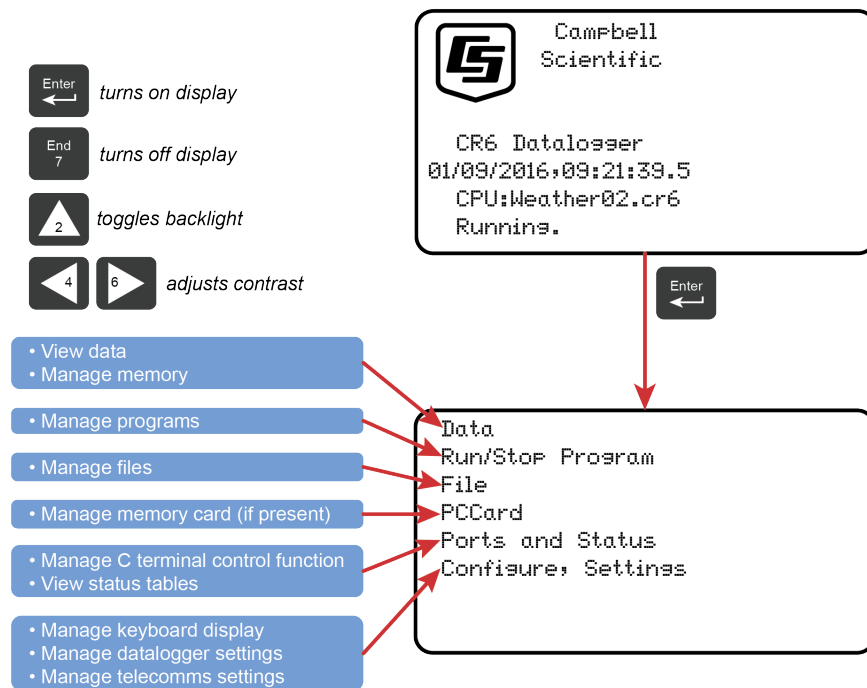 Enter
turns on display
End
7
turns off display
2
toggles backlight
4
6
adjusts contrast
Campbell
Scientific
CR6 Datalogger
01/09/2016,09:21:39.5
CPU:Weather02.cr6
Running.
Enter
• View data
• Manage memory
• Manage programs
• Manage files
• Manage memory card (if present)
• Manage C terminal control function
• View status tables
• Manage keyboard display
• Manage datalogger settings
• Manage telecomms settings
Data
Run/Stop Program
File
PCCard
Ports and Status
Configure, Settings